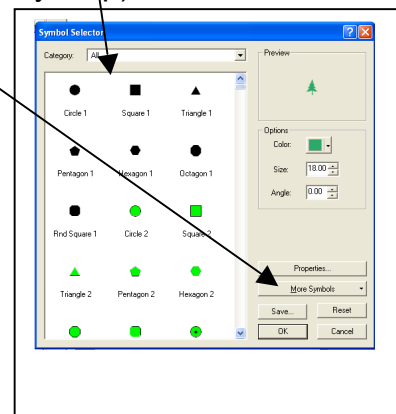 Symbol Selector
Category: All
Preview
Circle 1 Square 1 Triangle 1
Options
Color:
Pentagon 1 Hexagon 1 Octagon 1
Size: 18.00
Angle: 0.00
Rnd Square 1 Circle 2 Square 2
Triangle 2 Pentagon 2 Hexagon 2
Properties...
More Symbols
Save... Reset
OK Cancel